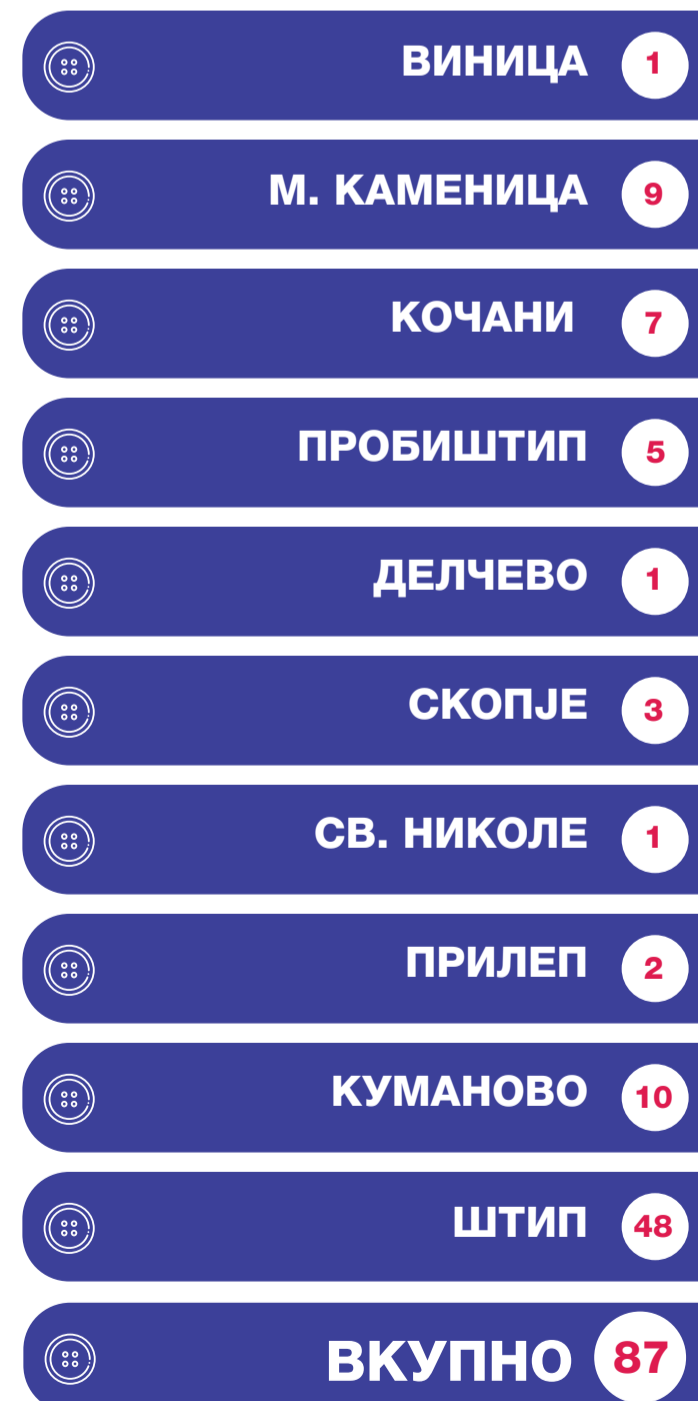 ВИНИЦА 1
М. КАМЕНИЦА 9
КОЧАНИ 7
ПРОБИШТИП 5
ДЕЛЧЕВО 1
СКОПЈЕ 3
СВ. НИКОЛЕ 1
ПРИЛЕП 2
КУМАНОВО 10
ШТИП 48
ВКУПНО 87